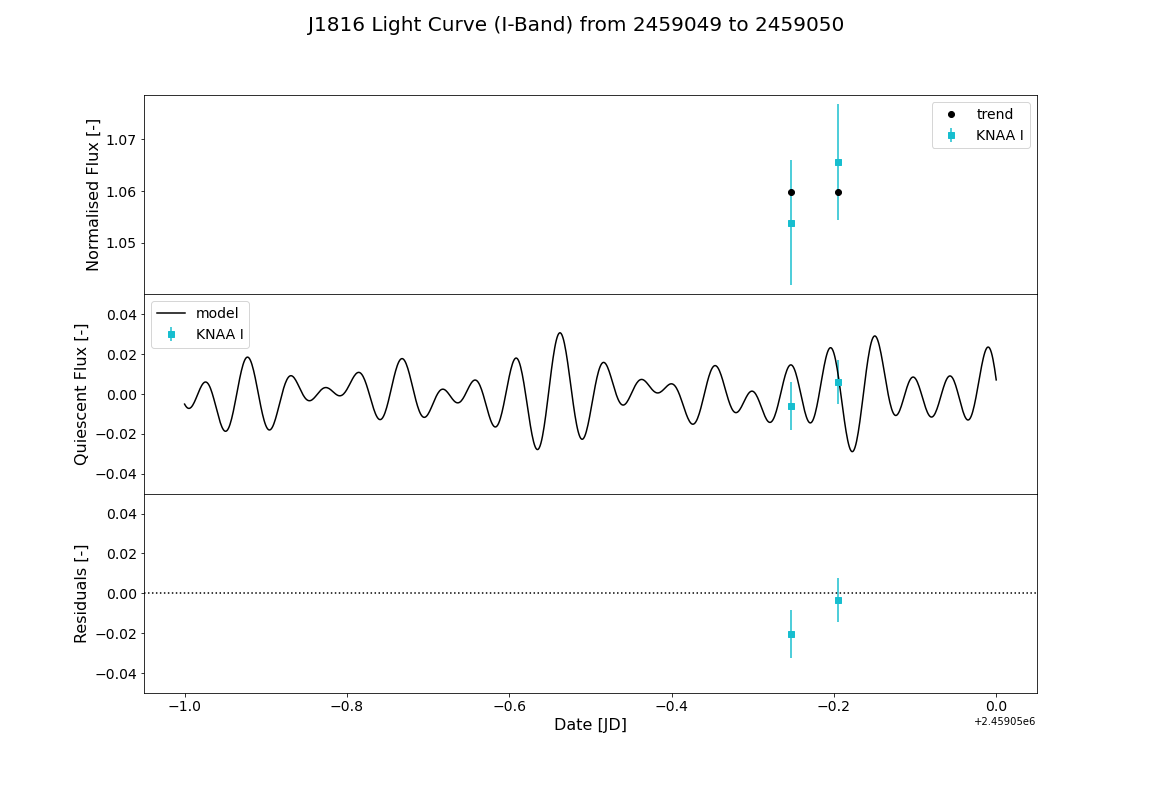 J1816 Light Curve (I-Band) from 2459049 to 2459050
Normalised Flux [-]
1.07
1.06
1.05
trend
KNAA I
Quiescent Flux [-]
0.04
0.02
0.00
−0.02
−0.04
model
KNAA I
Residuals [-]
0.04
0.02
0.00
−0.02
−0.04
−1.0 −0.8 −0.6 −0.4 −0.2 0.0
Date [JD]
+2.45905e6